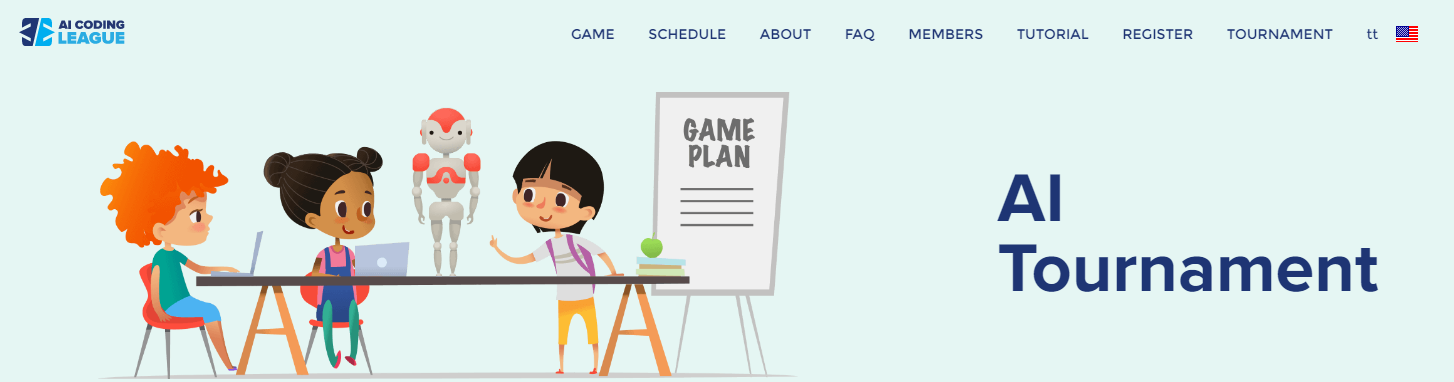 AI CODING
LEAGUE
GAME SCHEDULE ABOUT FAQ MEMBERS TUTORIAL REGISTER TOURNAMENT tt
GAME
PLAN
AI
Tournament